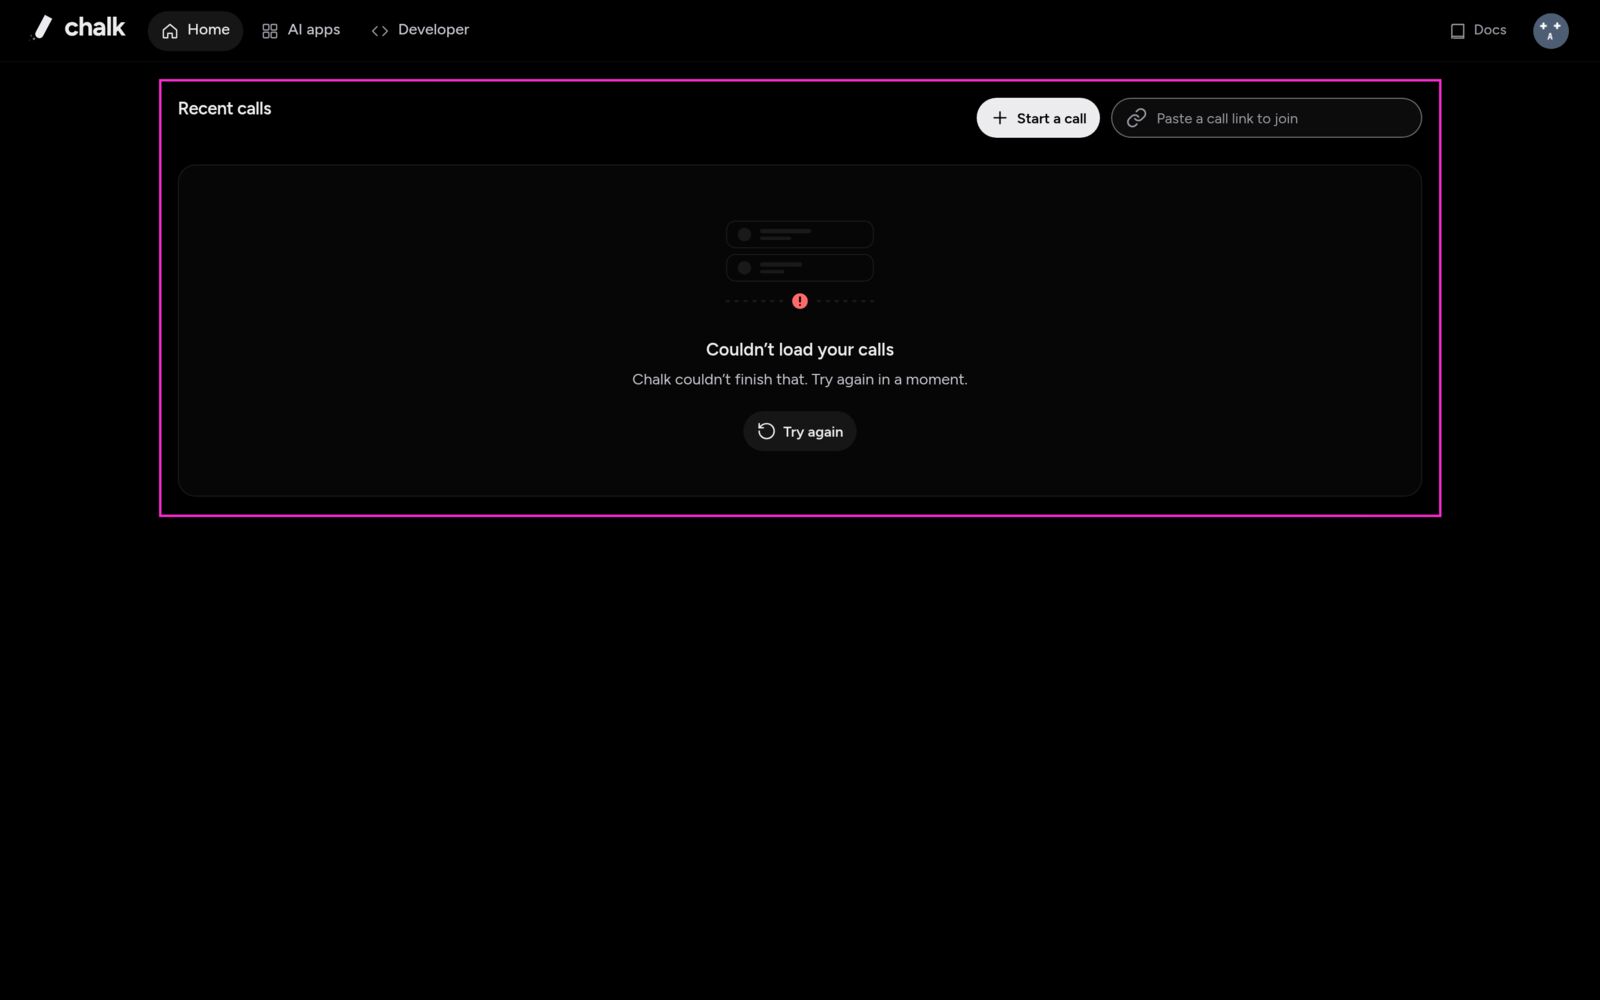 chalk
Home
AI apps
Developer
Docs
A
Recent calls
Start a call
Paste a call link to join
Couldn’t load your calls
Chalk couldn’t finish that. Try again in a moment.
Try again